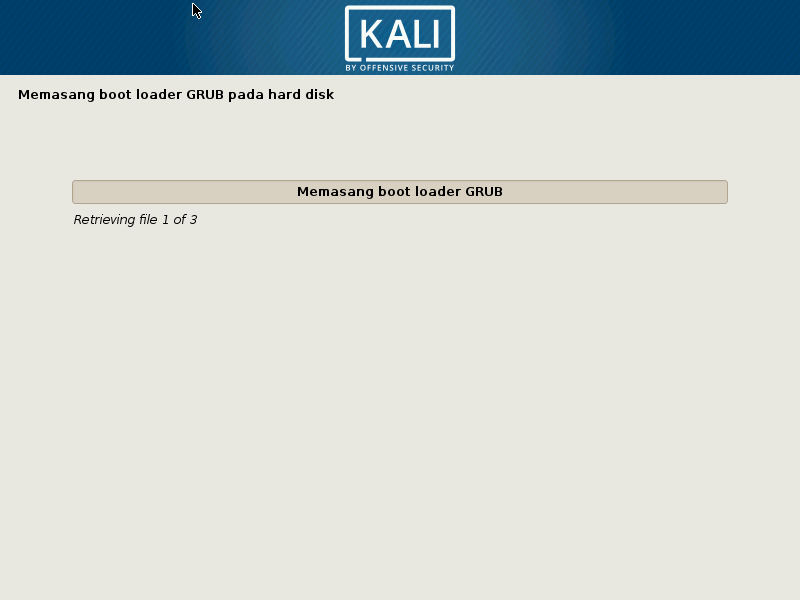 KALI
BY OFFENSIVE SECURITY
Memasang boot loader GRUB pada hard disk
Memasang boot loader GRUB
Retrieving file 1 of 3